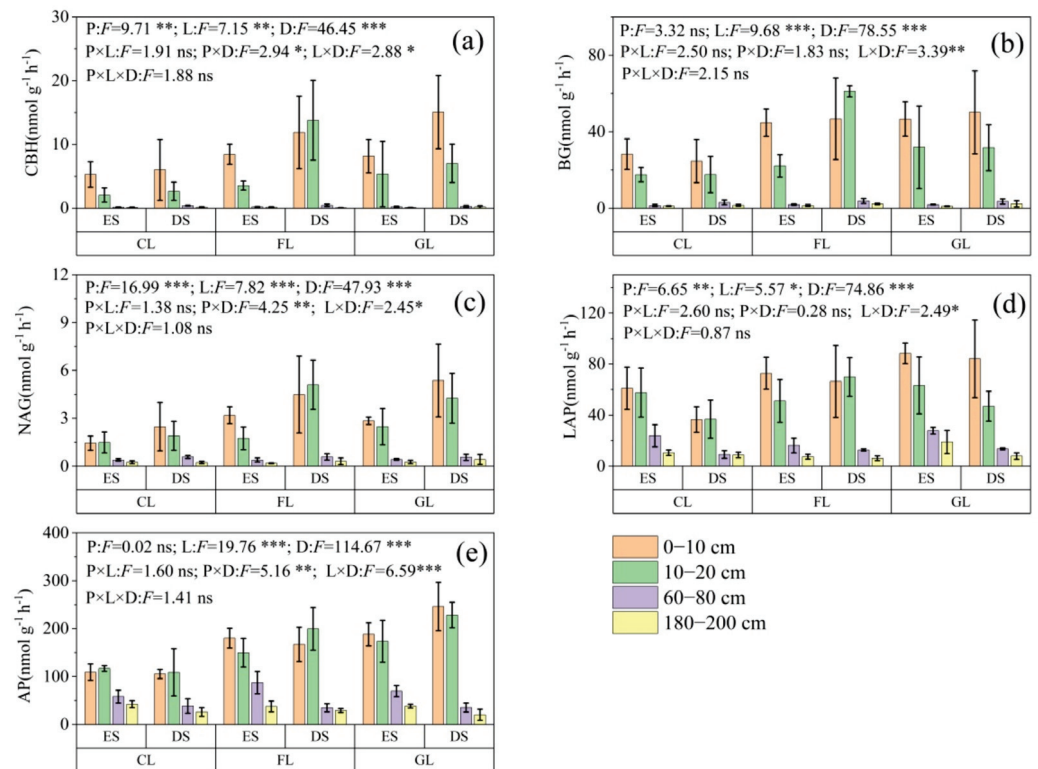 P:F=9.71 **; L:F=7.15 **; D:F=46.45 ***
P×L:F=1.91 ns; P×D:F=2.94 *; L×D:F=2.88 *
P×L×D:F=1.88 ns
(a)
CBH(nmol g⁻¹ h⁻¹)
30
20
10
0
ES DS ES DS ES DS
CL FL GL
P:F=3.32 ns; L:F=9.68 ***; D:F=78.55 ***
P×L:F=2.50 ns; P×D:F=1.83 ns; L×D:F=3.39**
P×L×D:F=2.15 ns
(b)
BG(nmol g⁻¹ h⁻¹)
80
40
0
ES DS ES DS ES DS
CL FL GL
P:F=16.99 ***; L:F=7.82 ***; D:F=47.93 ***
P×L:F=1.38 ns; P×D:F=4.25 **; L×D:F=2.45*
P×L×D:F=1.08 ns
(c)
NAG(nmol g⁻¹ h⁻¹)
12
9
6
3
0
ES DS ES DS ES DS
CL FL GL
P:F=6.65 **; L:F=5.57 *; D:F=74.86 ***
P×L:F=2.60 ns; P×D:F=0.28 ns; L×D:F=2.49*
P×L×D:F=0.87 ns
(d)
LAP(nmol g⁻¹ h⁻¹)
120
80
40
0
ES DS ES DS ES DS
CL FL GL
P:F=0.02 ns; L:F=19.76 ***; D:F=114.67 ***
P×L:F=1.60 ns; P×D:F=5.16 **; L×D:F=6.59***
P×L×D:F=1.41 ns
(e)
AP(nmol g⁻¹ h⁻¹)
400
300
200
100
0
ES DS ES DS ES DS
CL FL GL
0−10 cm
10−20 cm
60−80 cm
180−200 cm